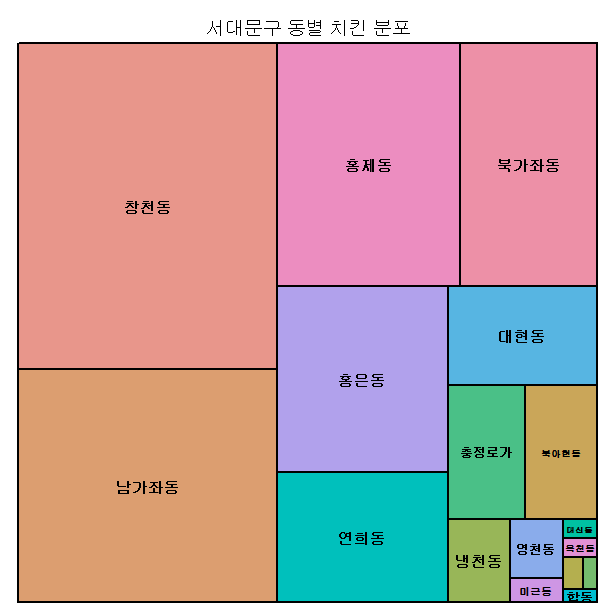 서대문구 동별 치킨 분포
창천동
홍제동
북가좌동
홍은동
대현동
충정로가
북아현동
남가좌동
연희동
냉천동
영천동
미근동
대신동
옥천동
합동